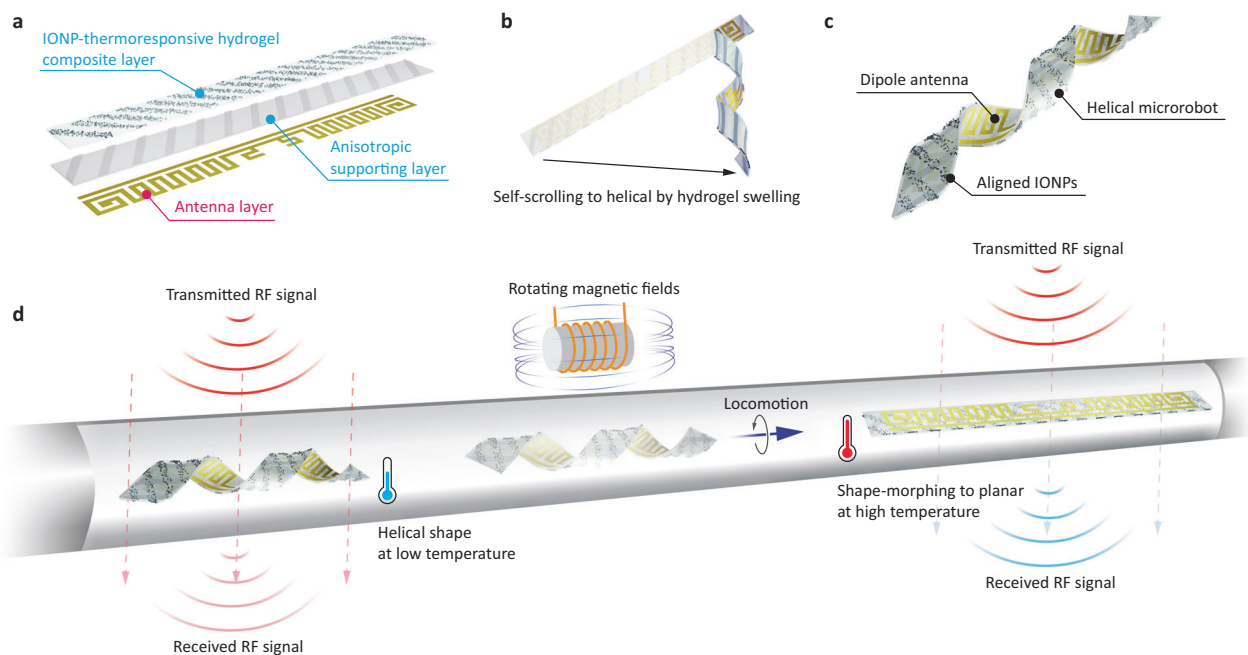 a
IONP-thermoresponsive hydrogel
composite layer
Anisotropic
supporting layer
Antenna layer
b
Self-scrolling to helical by hydrogel swelling
c
Dipole antenna
Helical microrobot
Aligned IONPs
d
Transmitted RF signal
Rotating magnetic fields
Transmitted RF signal
Locomotion
Helical shape
at low temperature
Shape-morphing to planar
at high temperature
Received RF signal
Received RF signal